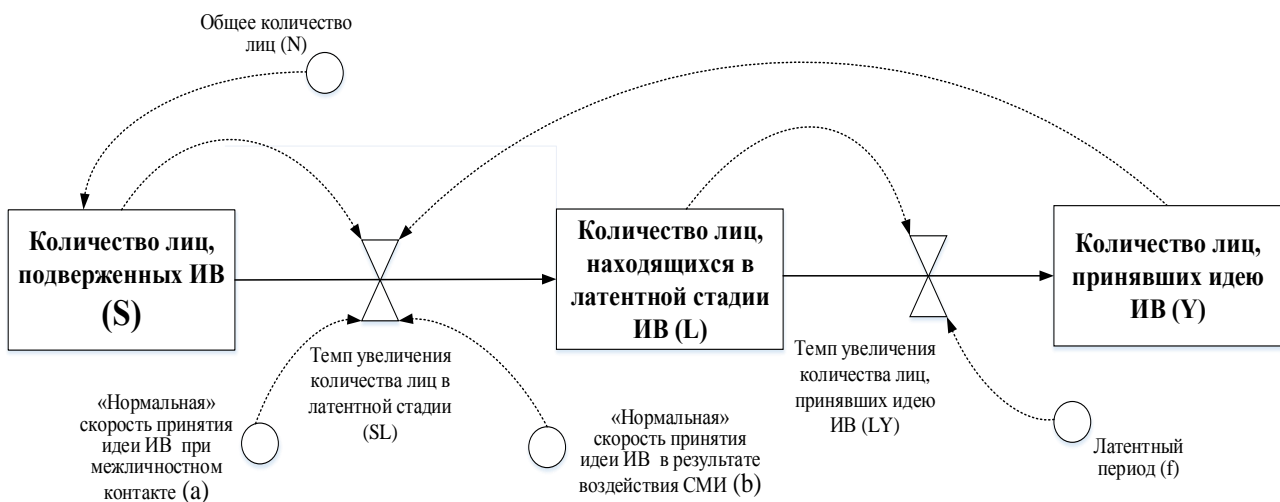 Общее количество
лиц (N)
Количество лиц,
подверженных ИВ
(S)
Количество лиц,
находящихся в
латентной стадии
ИВ (L)
Количество лиц,
принявших идею
ИВ (Y)
Темп увеличения
количества лиц в
латентной стадии
(SL)
Темп увеличения
количества лиц,
принявших идею
ИВ (LY)
«Нормальная»
скорость принятия
идеи ИВ при
межличностном
контакте (a)
«Нормальная»
скорость принятия
идеи ИВ в результате
воздействия СМИ (b)
Латентный
период (f)